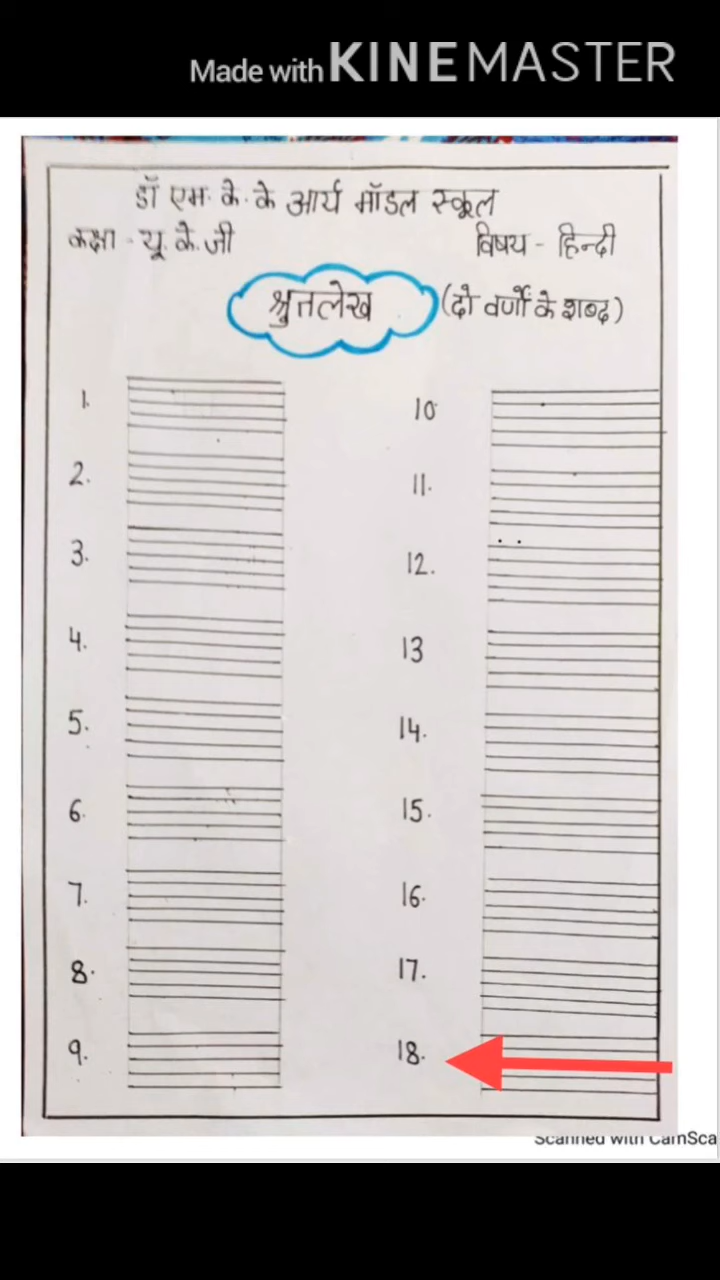 Made with KINEMASTER
डॉ एम. के. के आर्य मॉडल स्कूल
कक्षा - यू. के. जी विषय - हिन्दी
श्रुतलेख (दो वर्णों के शब्द)
1. 10
2. 11.
3. 12.
4. 13
5. 14.
6. 15.
7. 16.
8. 17.
9. 18.
Scanned with CamSca